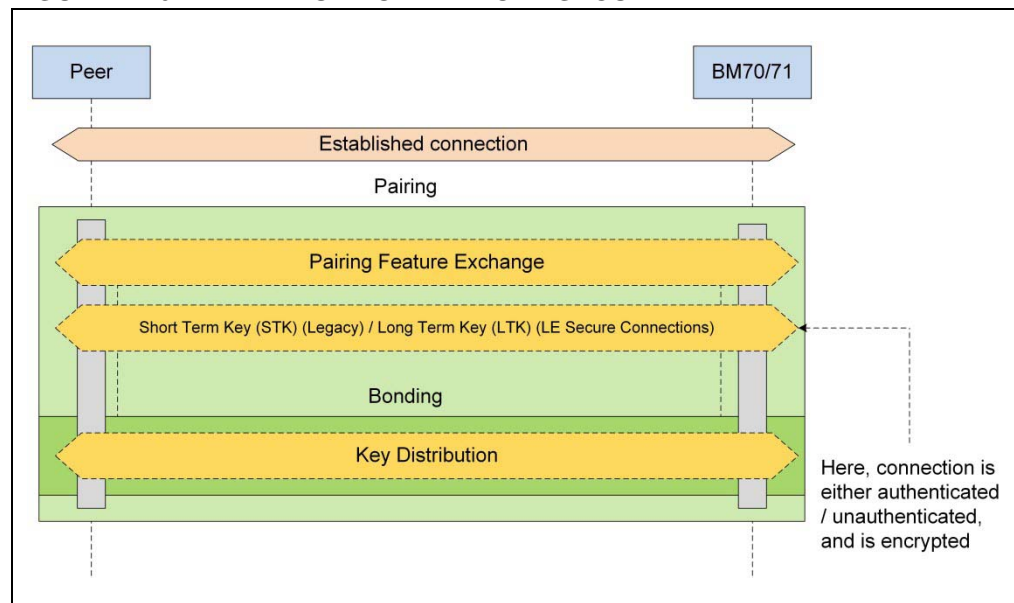 Peer
BM70/71
Established connection
Pairing
Pairing Feature Exchange
Short Term Key (STK) (Legacy) / Long Term Key (LTK) (LE Secure Connections)
Bonding
Key Distribution
Here, connection is
either authenticated
/ unauthenticated,
and is encrypted